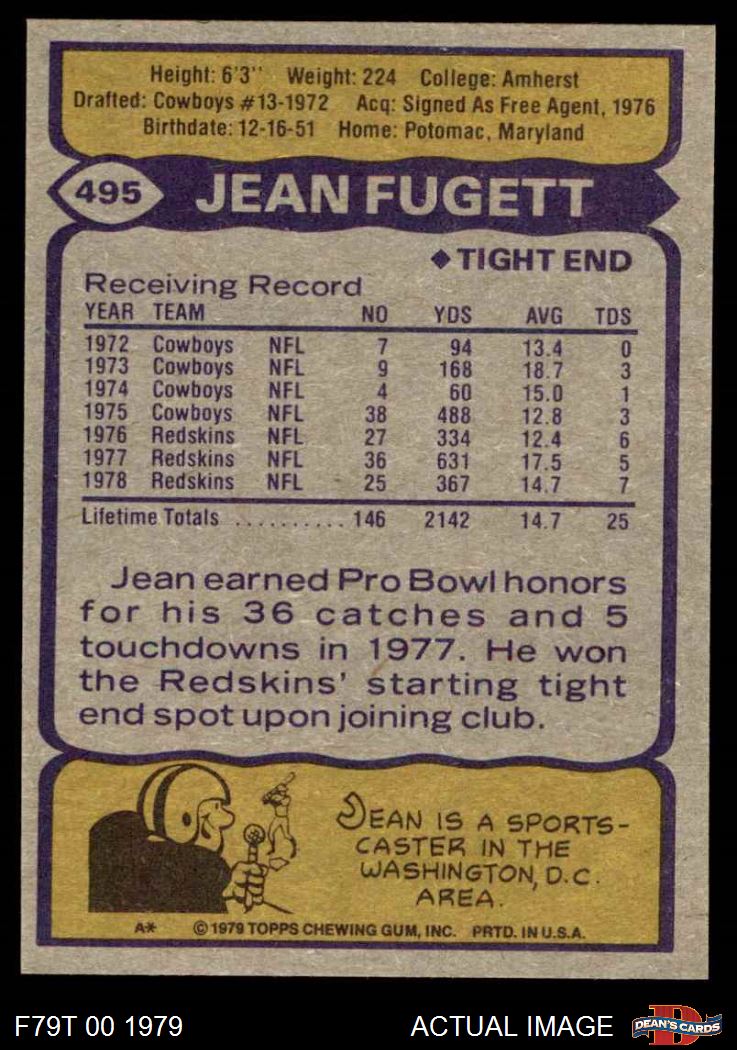 Height: 6'3" Weight: 224 College: Amherst
Drafted: Cowboys #13-1972 Acq: Signed As Free Agent, 1976
Birthdate: 12-16-51 Home: Potomac, Maryland
495 JEAN FUGETT
◆TIGHT END
Receiving Record
YEAR TEAM NO YDS AVG TDS
1972 Cowboys NFL 7 94 13.4 0
1973 Cowboys NFL 9 168 18.7 3
1974 Cowboys NFL 4 60 15.0 1
1975 Cowboys NFL 38 488 12.8 3
1976 Redskins NFL 27 334 12.4 6
1977 Redskins NFL 36 631 17.5 5
1978 Redskins NFL 25 367 14.7 7
Lifetime Totals .......... 146 2142 14.7 25
Jean earned Pro Bowl honors
for his 36 catches and 5
touchdowns in 1977. He won
the Redskins' starting tight
end spot upon joining club.
JEAN IS A SPORTS-
CASTER IN THE
WASHINGTON, D.C.
AREA.
A* © 1979 TOPPS CHEWING GUM, INC. PRTD. IN U.S.A.
F79T 00 1979 ACTUAL IMAGE D DEAN'S CARDS